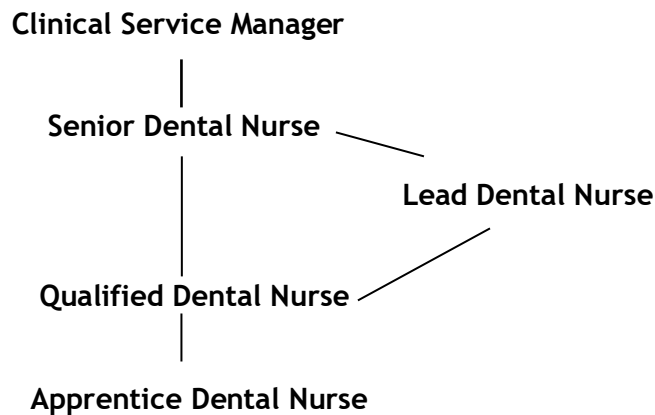 Clinical Service Manager
Senior Dental Nurse
Lead Dental Nurse
Qualified Dental Nurse
Apprentice Dental Nurse